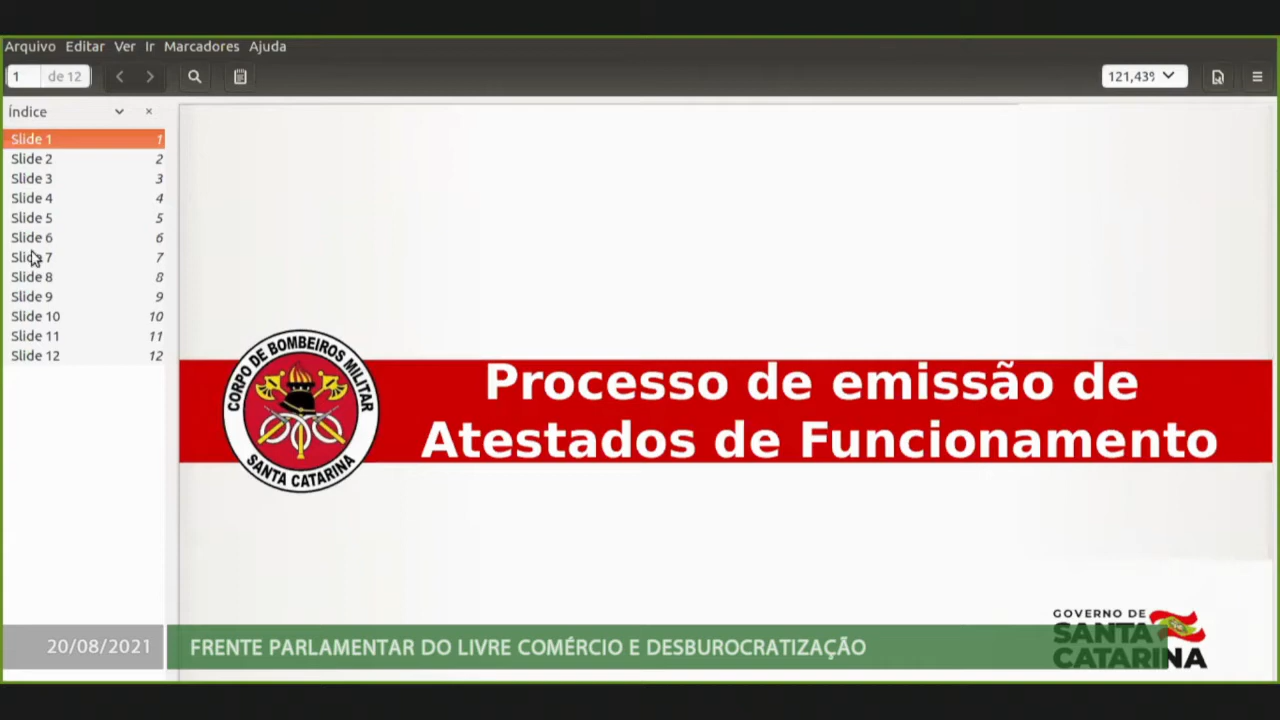 Arquivo Editar Ver Ir Marcadores Ajuda
1 de 12
121,43%
Índice
Slide 1 1
Slide 2 2
Slide 3 3
Slide 4 4
Slide 5 5
Slide 6 6
Slide 7 7
Slide 8 8
Slide 9 9
Slide 10 10
Slide 11 11
Slide 12 12
CORPO DE BOMBEIROS MILITAR
SANTA CATARINA
Processo de emissão de
Atestados de Funcionamento
GOVERNO DE
SANTA
CATARINA
20/08/2021
FRENTE PARLAMENTAR DO LIVRE COMÉRCIO E DESBUROCRATIZAÇÃO